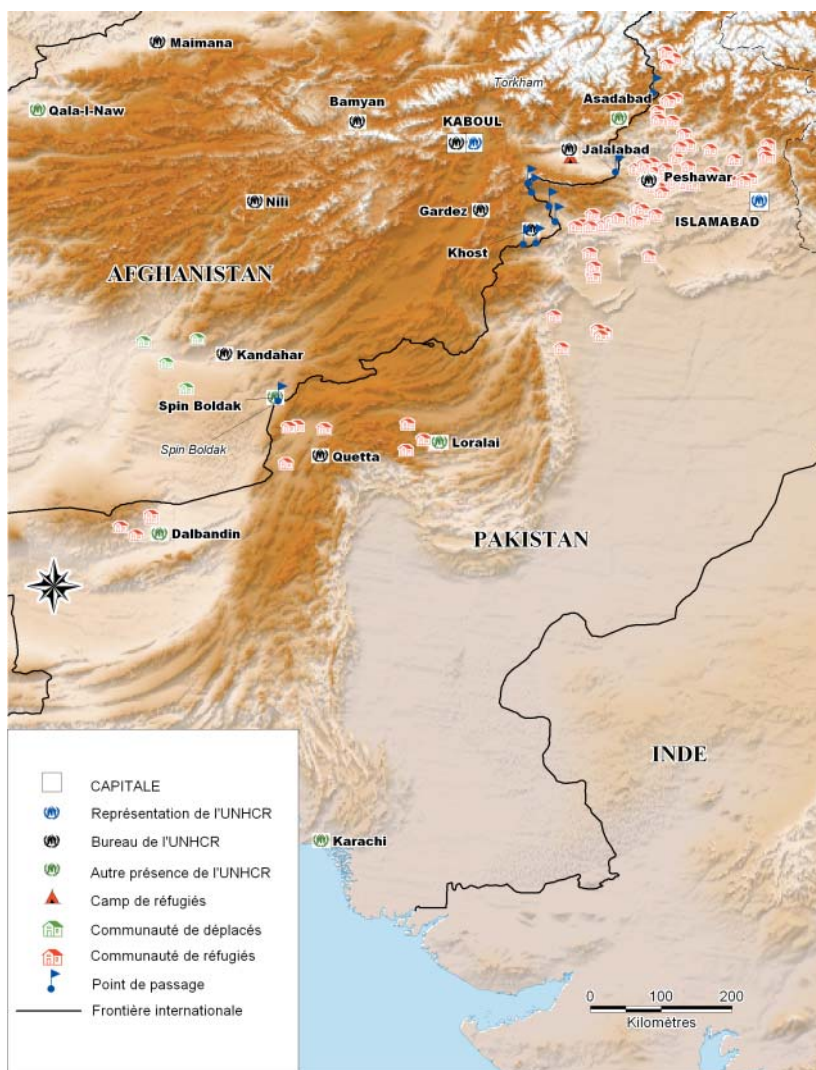 Maimana
Torkham
Qala-I-Naw
Bamyan
Asadabad
KABOUL
Jalalabad
Peshawar
Nili
Gardez
ISLAMABAD
Khost
AFGHANISTAN
Kandahar
Spin Boldak
Spin Boldak
Loralai
Quetta
Dalbandin
PAKISTAN
INDE
CAPITALE
Représentation de l'UNHCR
Bureau de l'UNHCR
Autre présence de l'UNHCR
Camp de réfugiés
Communauté de déplacés
Communauté de réfugiés
Point de passage
Frontière internationale
Karachi
0 100 200
Kilomètres